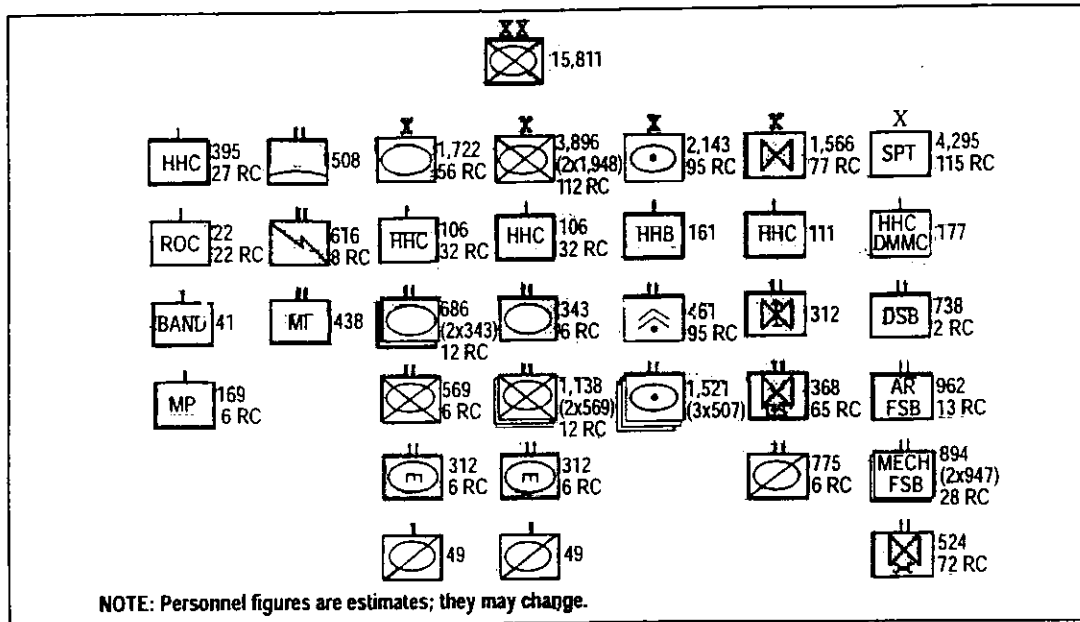 XX
15,811
X X X X X
HHC 395
27 RC
508
1,722
56 RC
3,896
(2x1,948)
112 RC
2,143
95 RC
1,566
77 RC
SPT 4,295
115 RC
ROC 22
22 RC
616
8 RC
HHC 106
32 RC
HHC 106
32 RC
HHB 161
HHC 111
HHC
DMMC 177
BAND 41
MI 438
686
(2x343)
12 RC
343
6 RC
461
95 RC
312
DSB 738
2 RC
MP 169
6 RC
569
6 RC
1,138
(2x569)
12 RC
1,521
(3x507)
368
65 RC
AR
FSB 962
13 RC
E 312
6 RC
E 312
6 RC
775
6 RC
MECH
FSB 894
(2x947)
28 RC
49
49
524
72 RC
NOTE: Personnel figures are estimates; they may change.